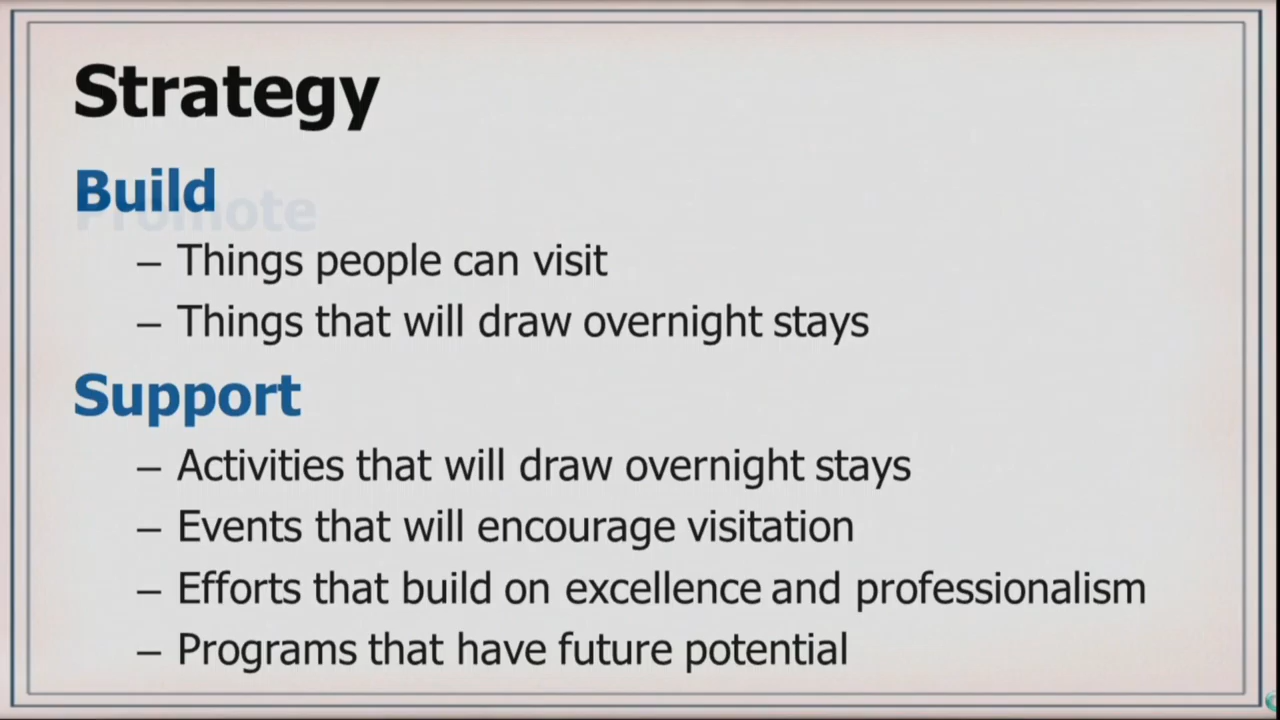 Strategy
Build
Promote
– Things people can visit
– Things that will draw overnight stays
Support
– Activities that will draw overnight stays
– Events that will encourage visitation
– Efforts that build on excellence and professionalism
– Programs that have future potential